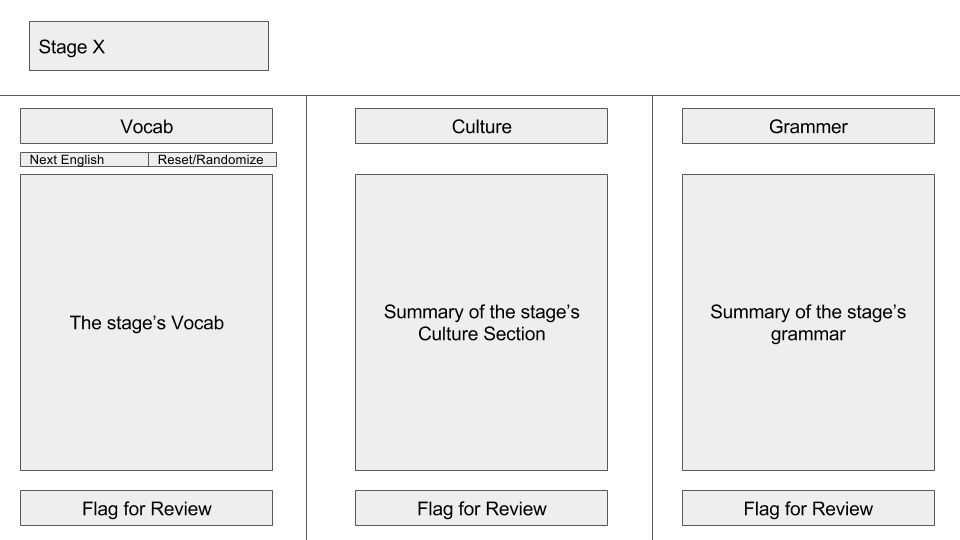 Stage X
Vocab
Culture
Grammer
Next English
Reset/Randomize
The stage’s Vocab
Summary of the stage’s
Culture Section
Summary of the stage’s
grammar
Flag for Review
Flag for Review
Flag for Review